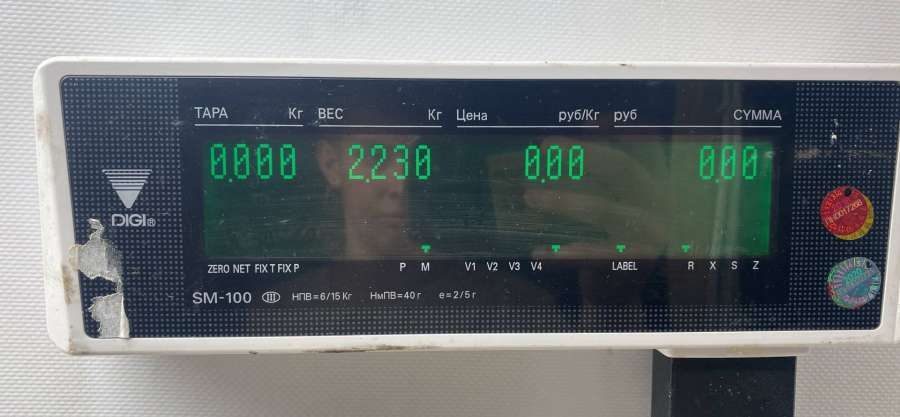 ТАРА Кг ВЕС Кг Цена руб/Кг руб СУММА
0.000 2.230 0.00 0.00
DIGI®
ZERO NET FIX T FIX P P M V1 V2 V3 V4 LABEL R X S Z
SM-100 III НПВ=6/15 Кг НмПВ=40 г e=2/5 г